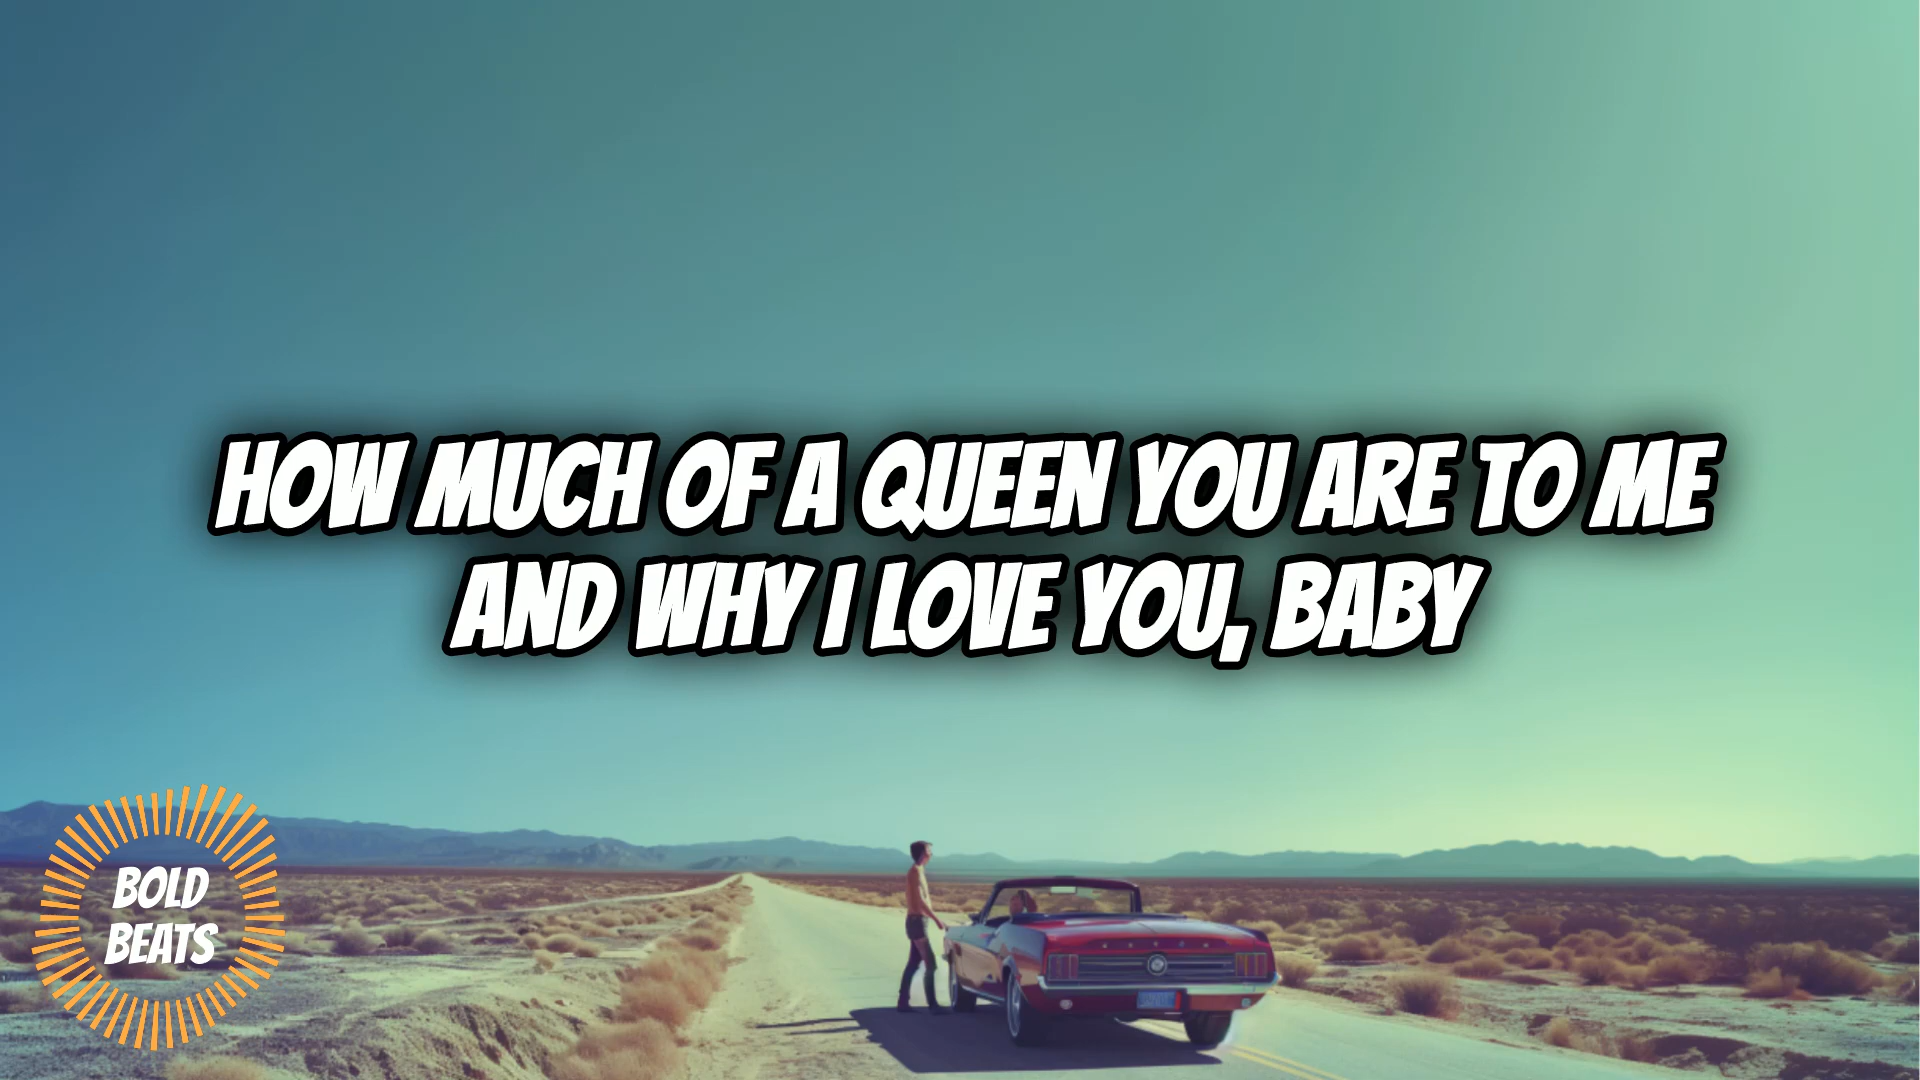 HOW MUCH OF A QUEEN YOU ARE TO ME
AND WHY I LOVE YOU, BABY
BOLD
BEATS